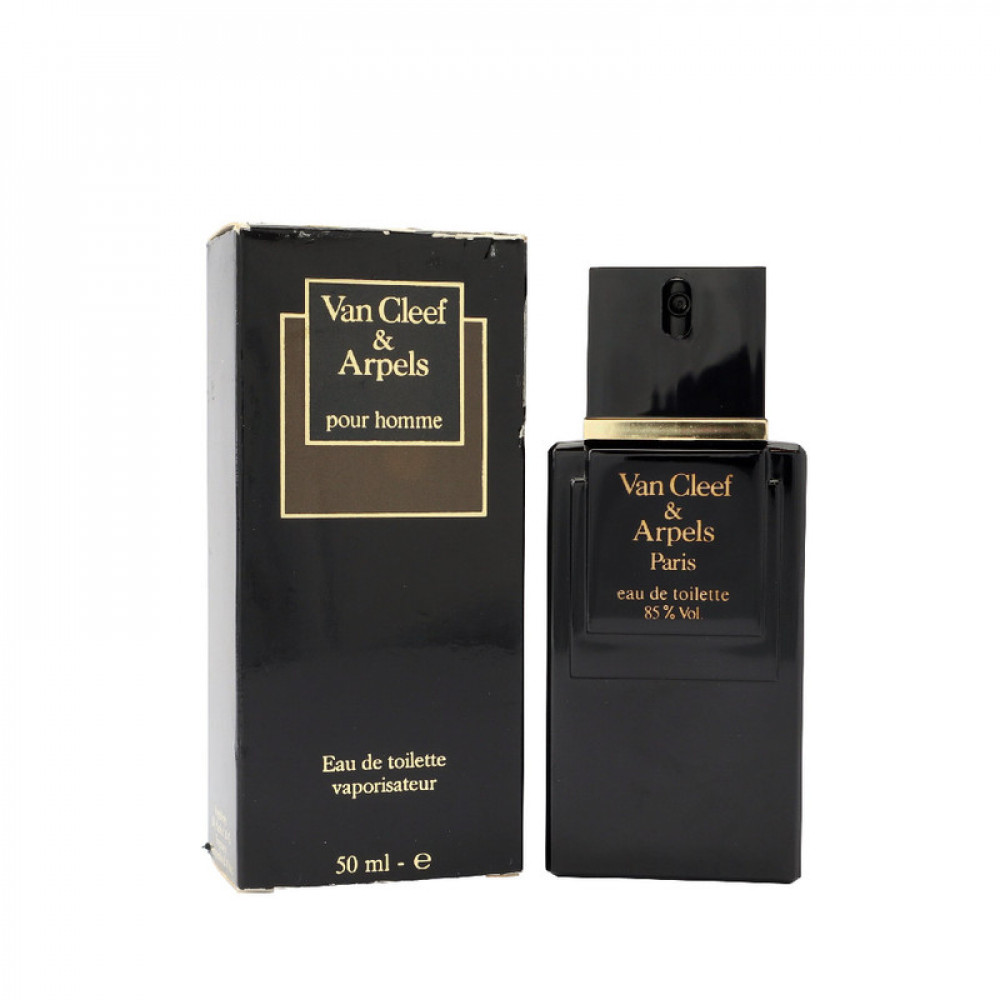 Van Cleef
&
Arpels
pour homme
Eau de toilette
vaporisateur
50 ml - e
Van Cleef
&
Arpels
Paris
eau de toilette
85% Vol.